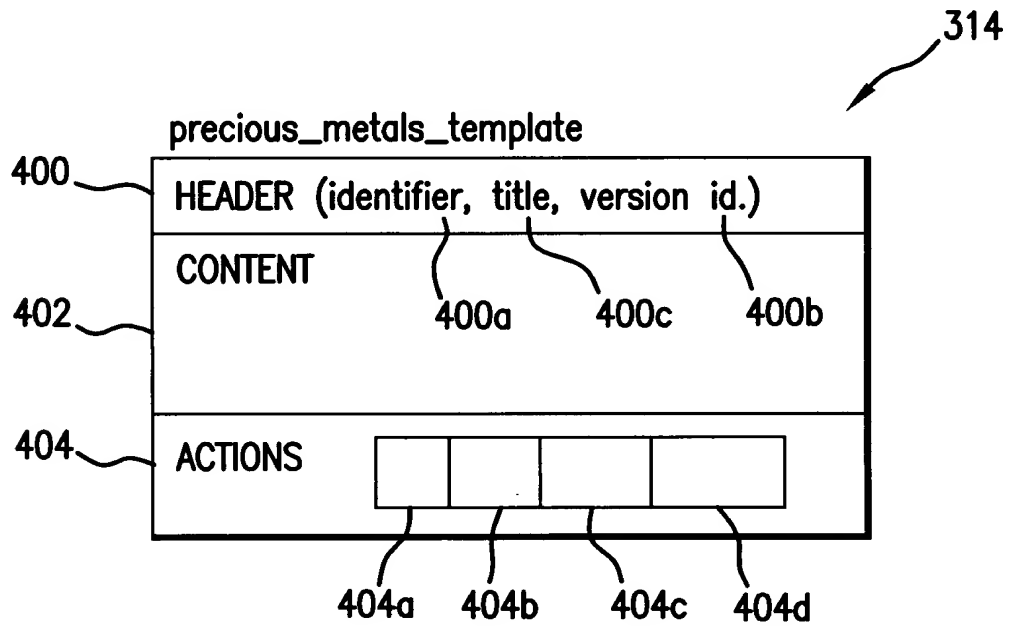 314
precious_metals_template
400
HEADER (identifier, title, version id.)
CONTENT
400a 400c 400b
402
404
ACTIONS
404a 404b 404c 404d